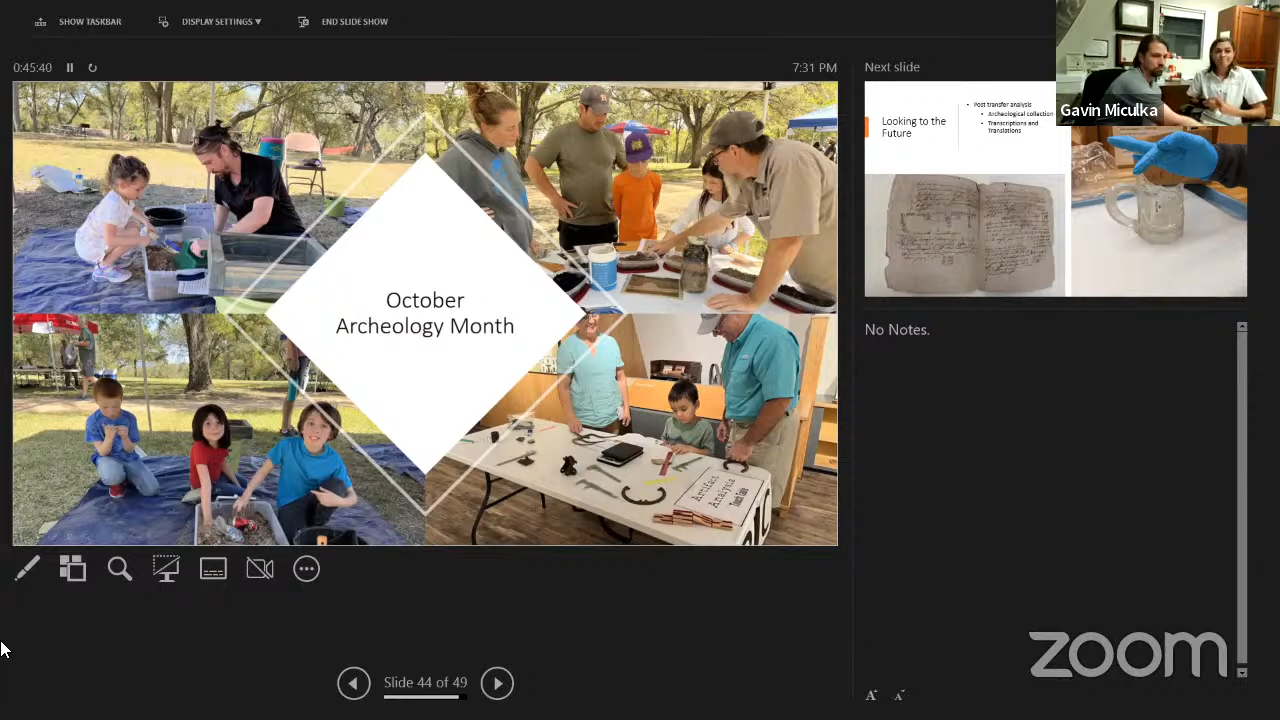 SHOW TASKBAR
DISPLAY SETTINGS ▼
END SLIDE SHOW
0:45:40
7:31 PM
Next slide
October
Archeology Month
Artifact
Analysis
Touch Table
Looking to the
Future
• Post transfer analysis
• Archeological collection
• Transcriptions and
Translations
Gavin Miculka
No Notes.
Slide 44 of 49
A
A
zoom